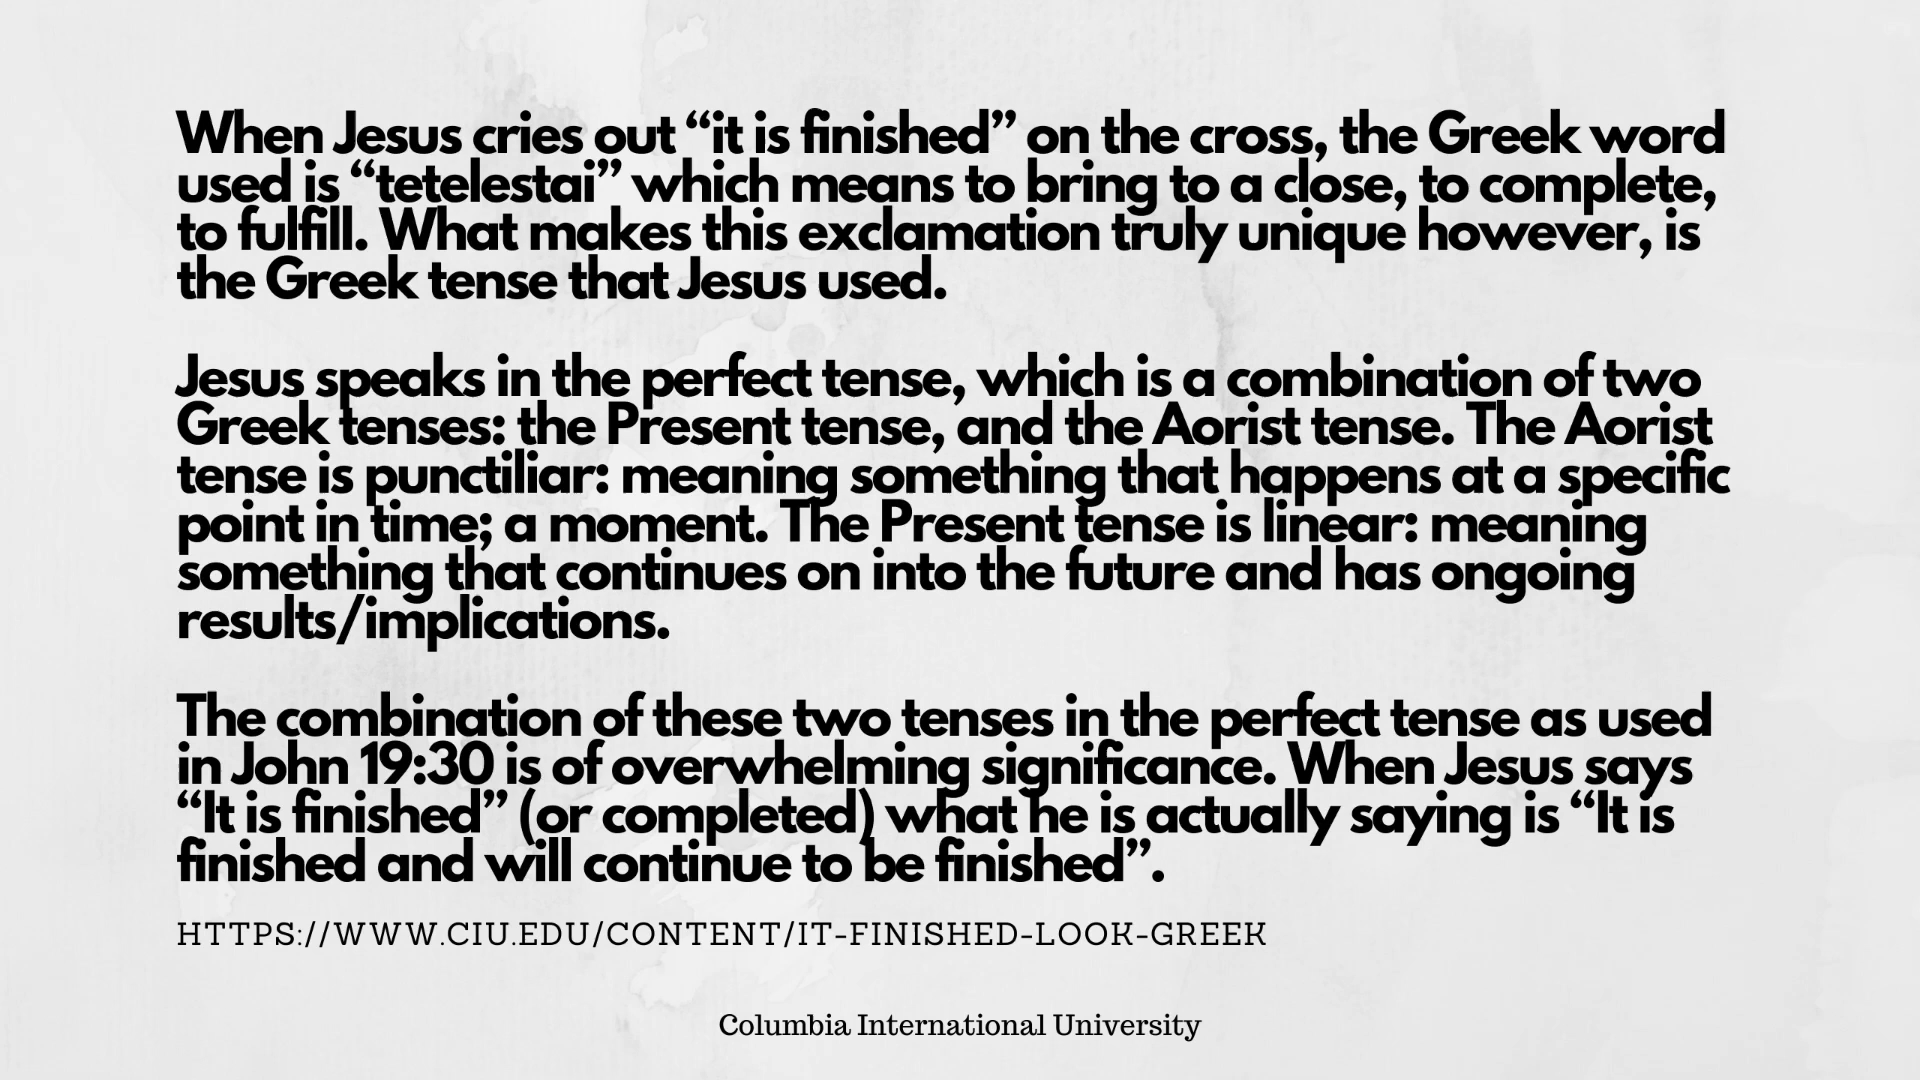 When Jesus cries out “it is finished” on the cross, the Greek word
used is “tetelestai” which means to bring to a close, to complete,
to fulfill. What makes this exclamation truly unique however, is
the Greek tense that Jesus used.
Jesus speaks in the perfect tense, which is a combination of two
Greek tenses: the Present tense, and the Aorist tense. The Aorist
tense is punctiliar: meaning something that happens at a specific
point in time; a moment. The Present tense is linear: meaning
something that continues on into the future and has ongoing
results/implications.
The combination of these two tenses in the perfect tense as used
in John 19:30 is of overwhelming significance. When Jesus says
“It is finished” (or completed) what he is actually saying is “It is
finished and will continue to be finished”.
HTTPS://WWW.CIU.EDU/CONTENT/IT-FINISHED-LOOK-GREEK
Columbia International University